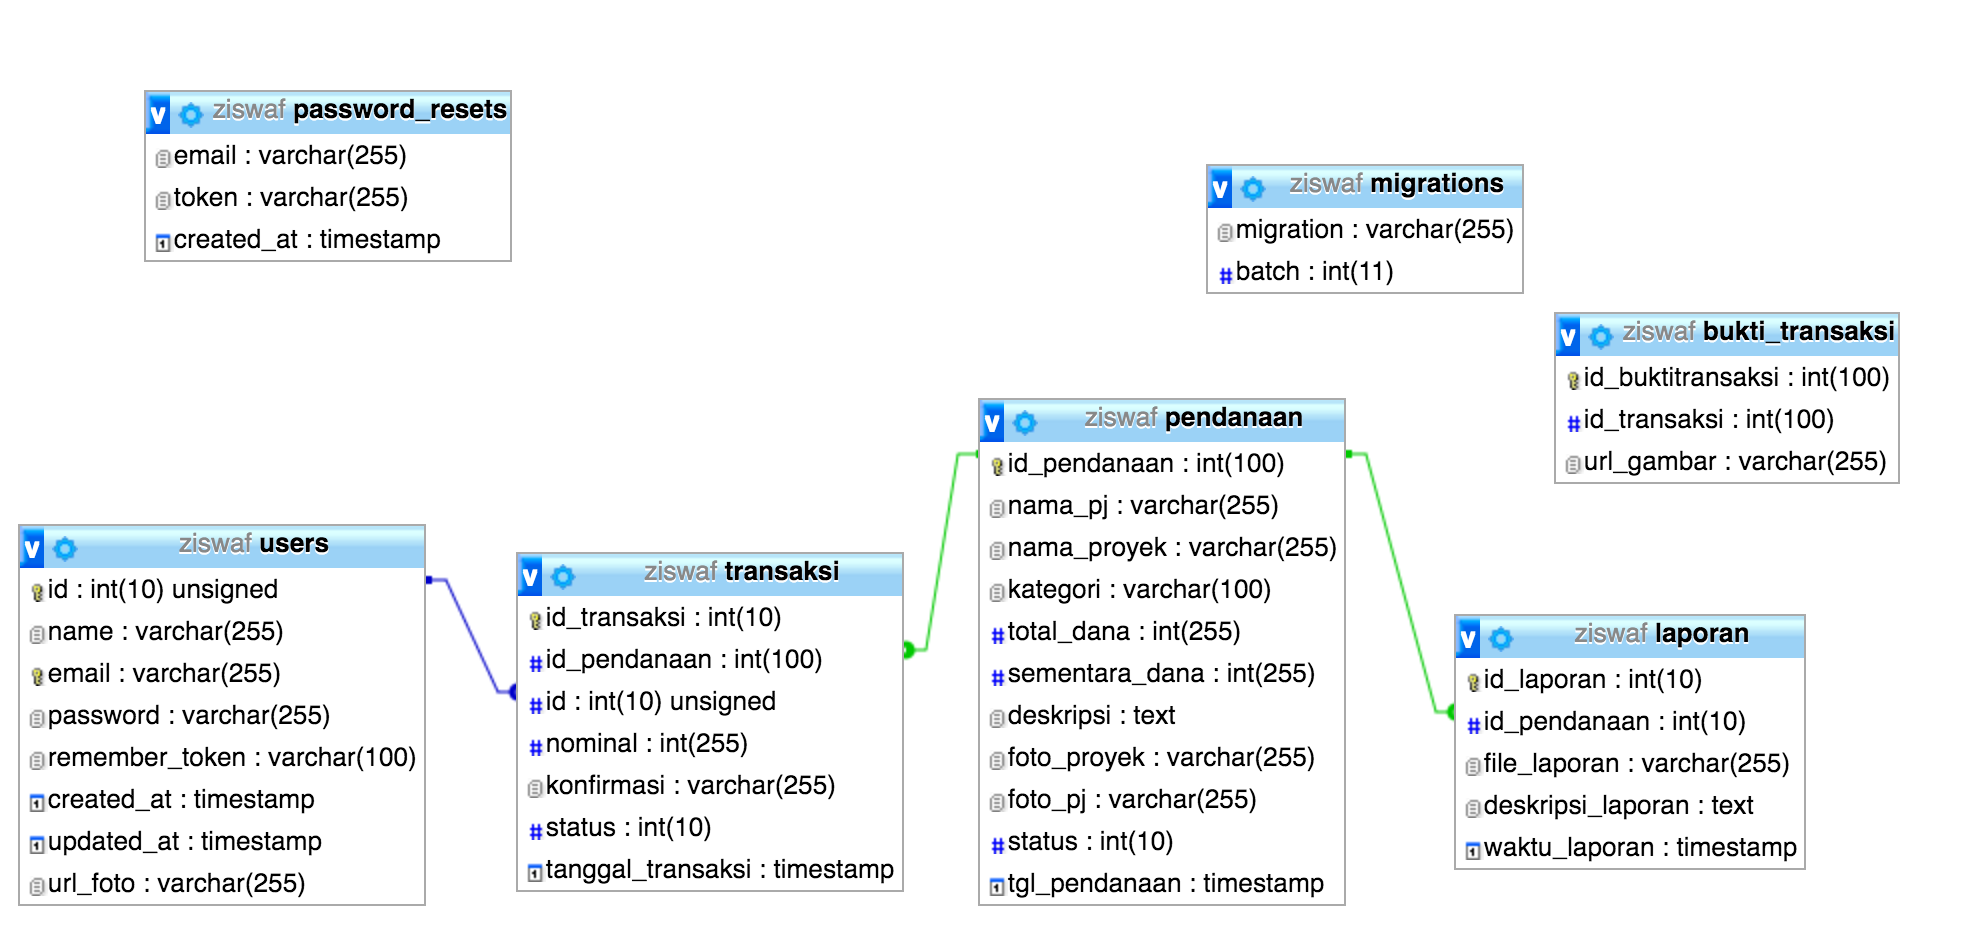 ziswaf password_resets
email : varchar(255)
token : varchar(255)
created_at : timestamp
ziswaf migrations
migration : varchar(255)
batch : int(11)
ziswaf bukti_transaksi
id_buktitransaksi : int(100)
id_transaksi : int(100)
url_gambar : varchar(255)
ziswaf users
id : int(10) unsigned
name : varchar(255)
email : varchar(255)
password : varchar(255)
remember_token : varchar(100)
created_at : timestamp
updated_at : timestamp
url_foto : varchar(255)
ziswaf transaksi
id_transaksi : int(10)
id_pendanaan : int(100)
id : int(10) unsigned
nominal : int(255)
konfirmasi : varchar(255)
status : int(10)
tanggal_transaksi : timestamp
ziswaf pendanaan
id_pendanaan : int(100)
nama_pj : varchar(255)
nama_proyek : varchar(255)
kategori : varchar(100)
total_dana : int(255)
sementara_dana : int(255)
deskripsi : text
foto_proyek : varchar(255)
foto_pj : varchar(255)
status : int(10)
tgl_pendanaan : timestamp
ziswaf laporan
id_laporan : int(10)
id_pendanaan : int(10)
file_laporan : varchar(255)
deskripsi_laporan : text
waktu_laporan : timestamp